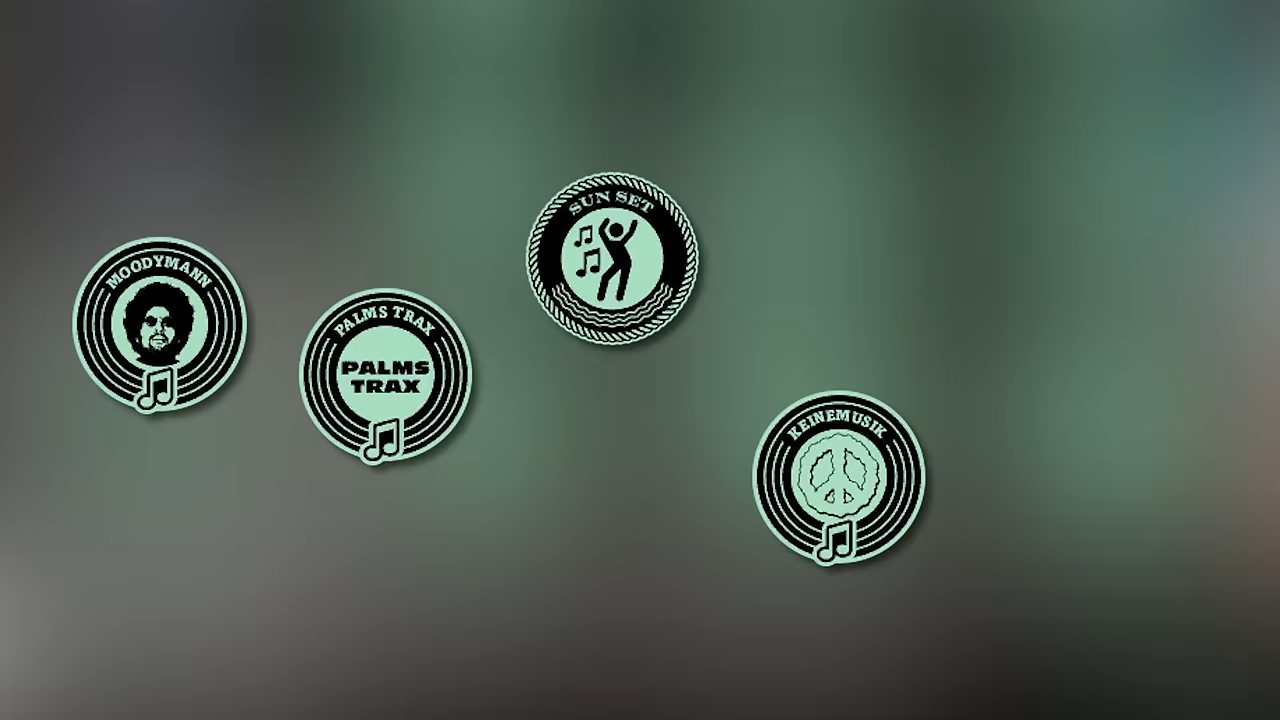 MOODYMANN
PALMS TRAX
PALMS
TRAX
SUN SET
KEINEMUSIK